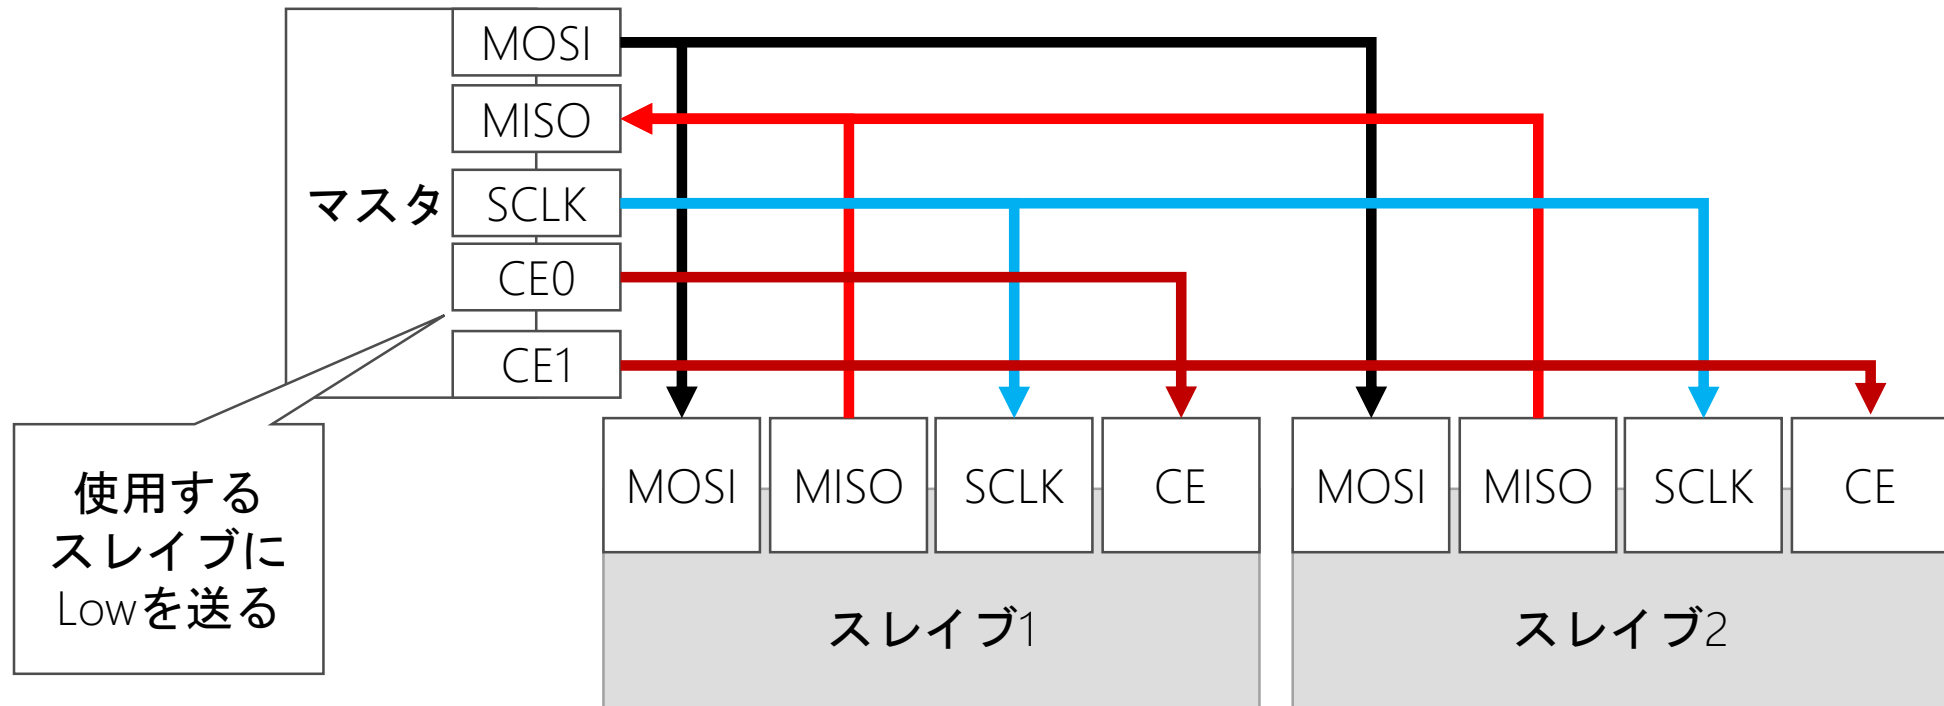 MOSI
MISO
マスタ
SCLK
CE0
CE1
使用する
スレイブに
Lowを送る
MOSI
MISO
SCLK
CE
MOSI
MISO
SCLK
CE
スレイブ1
スレイブ2